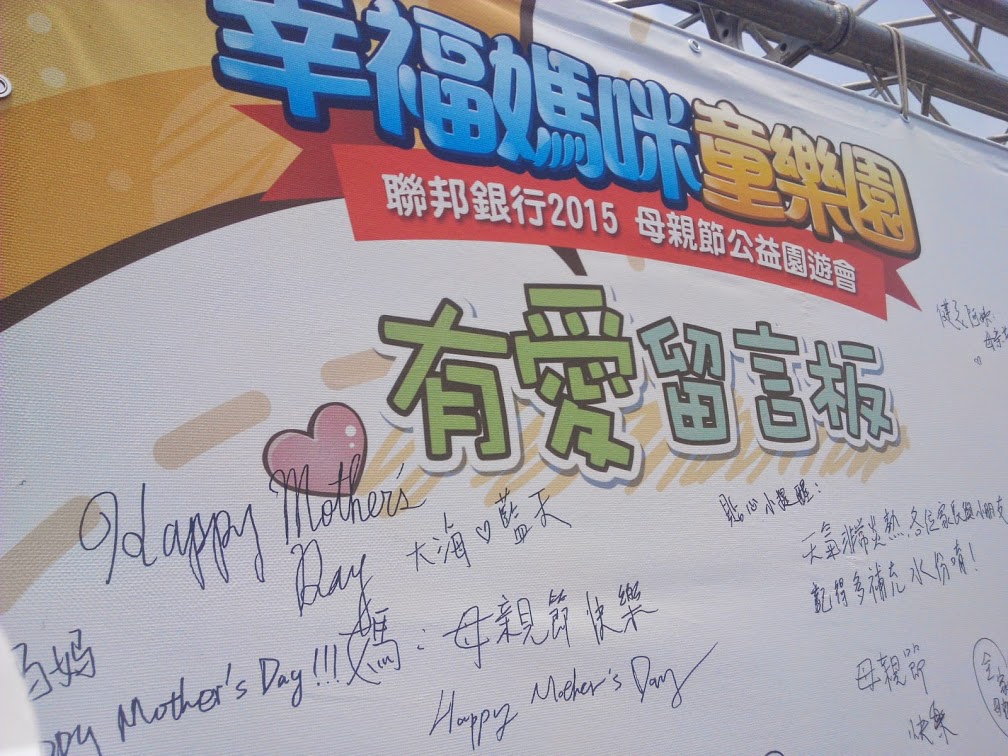 幸福媽咪童樂園
聯邦銀行2015 母親節公益園遊會
有愛留言板
Happy Mother's
Day
大海♡藍天
貼心小提醒：
天氣非常炎熱,各位家長與小朋友
記得多補充水份唷！
媽媽
Mother's Day!!!
媽：母親節快樂
Happy Mother's Day
母親節
快樂